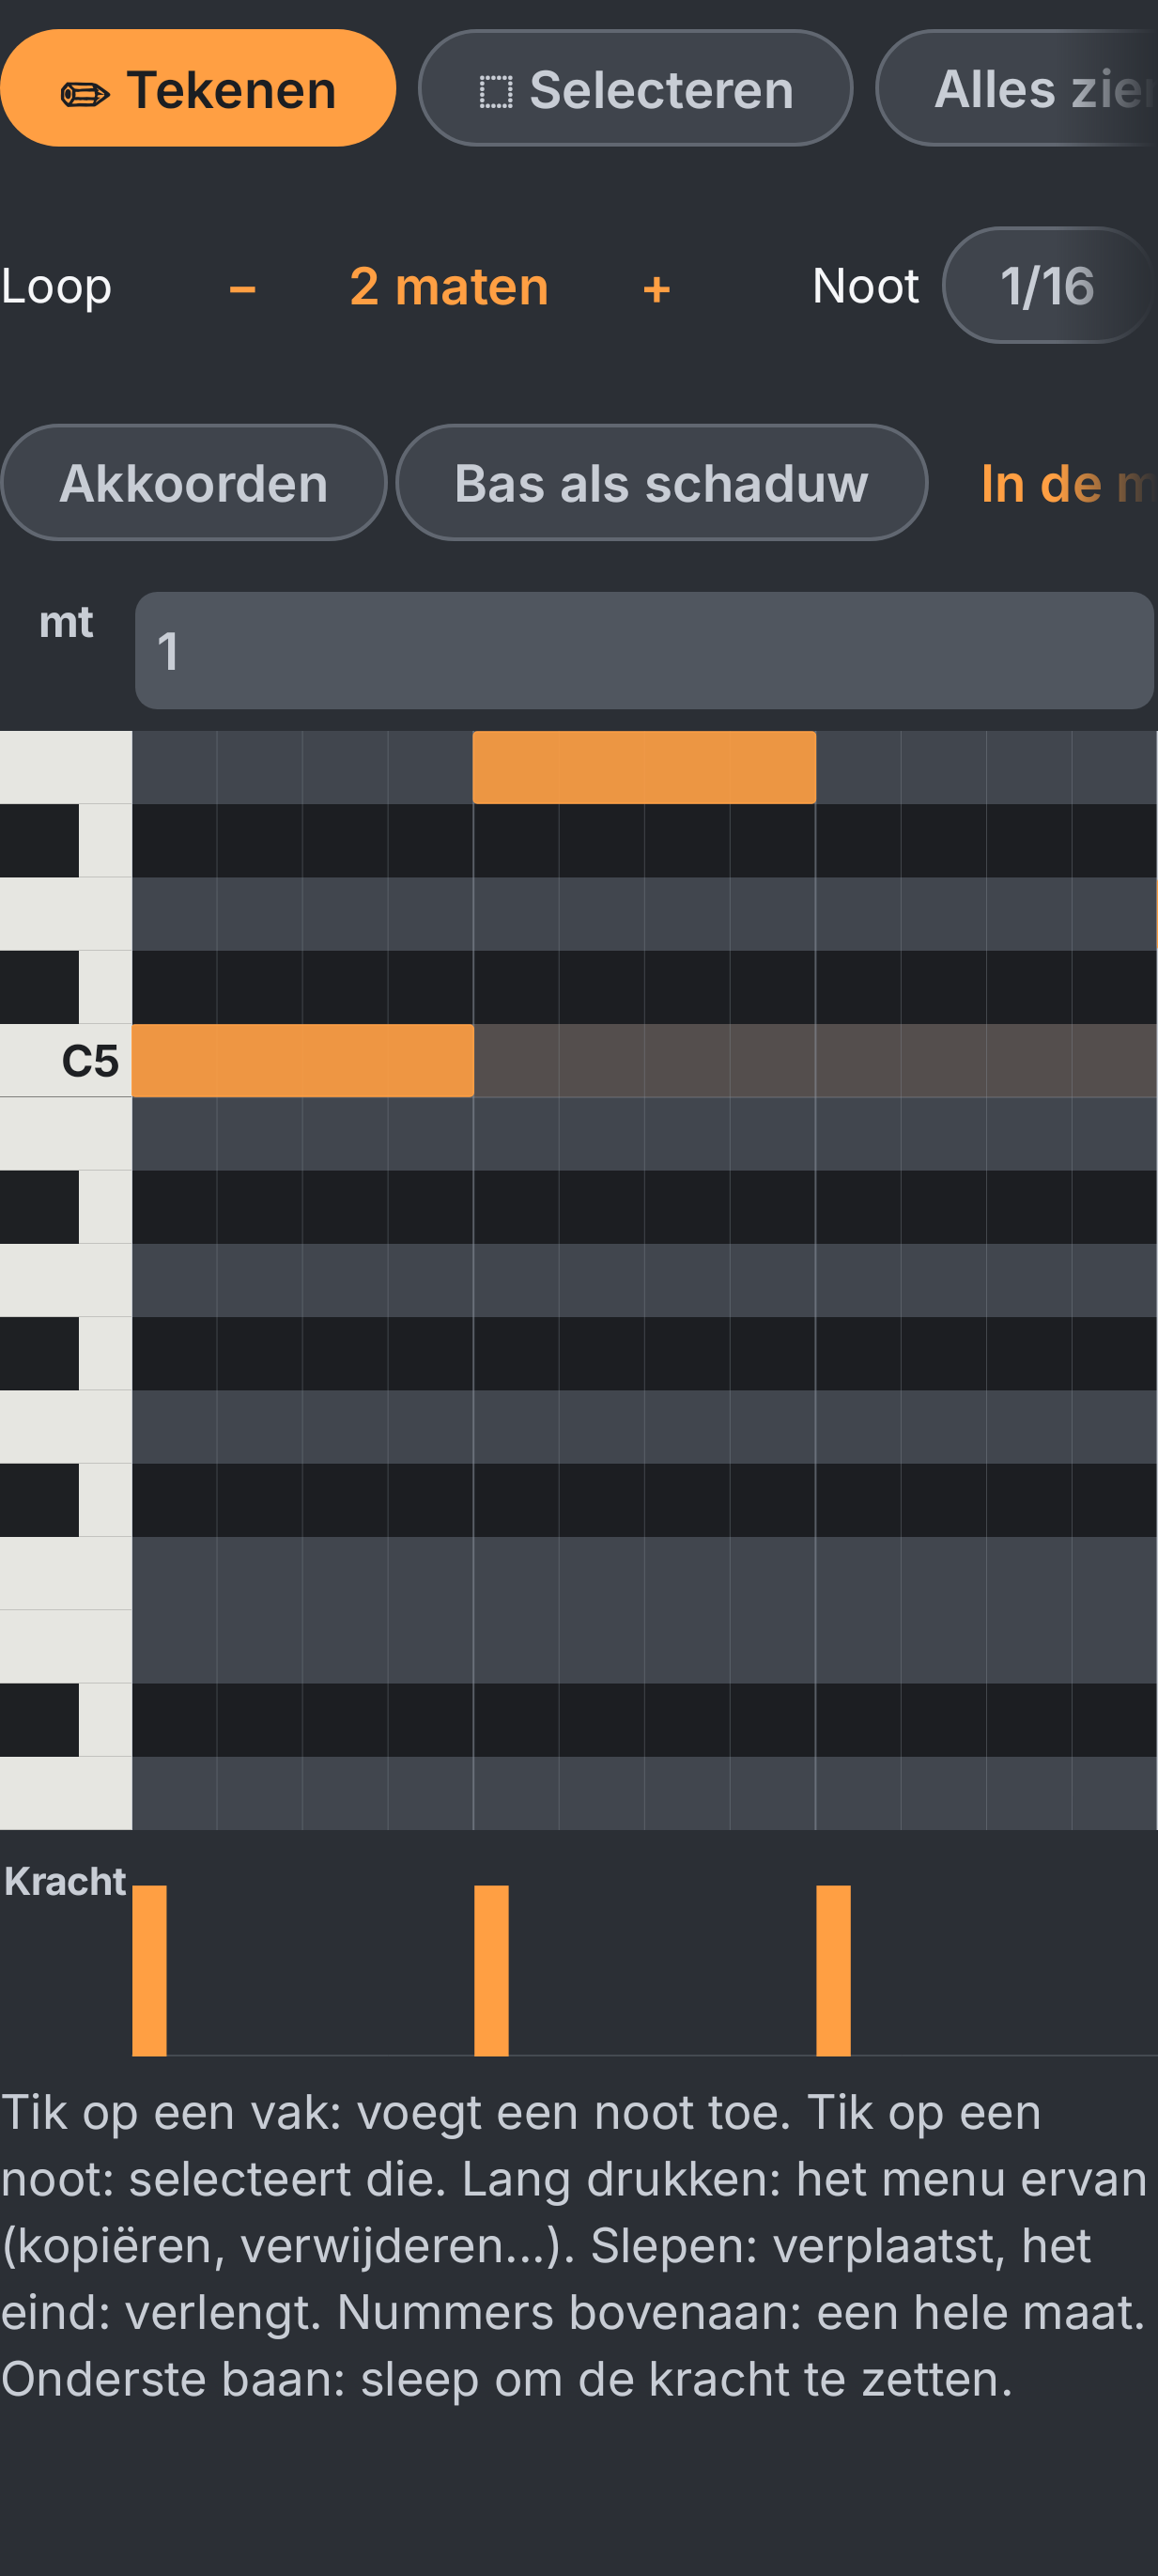 ✏ Tekenen
Selecteren
Alles
Loop – 2 maten + Noot 1/16
Akkoorden
Bas als schaduw
In de
mt 1
C5
Kracht
Tik op een vak: voegt een noot toe. Tik op een
noot: selecteert die. Lang drukken: het menu ervan
(kopiëren, verwijderen...). Slepen: verplaatst, het
eind: verlengt. Nummers bovenaan: een hele maat.
Onderste baan: sleep om de kracht te zetten.